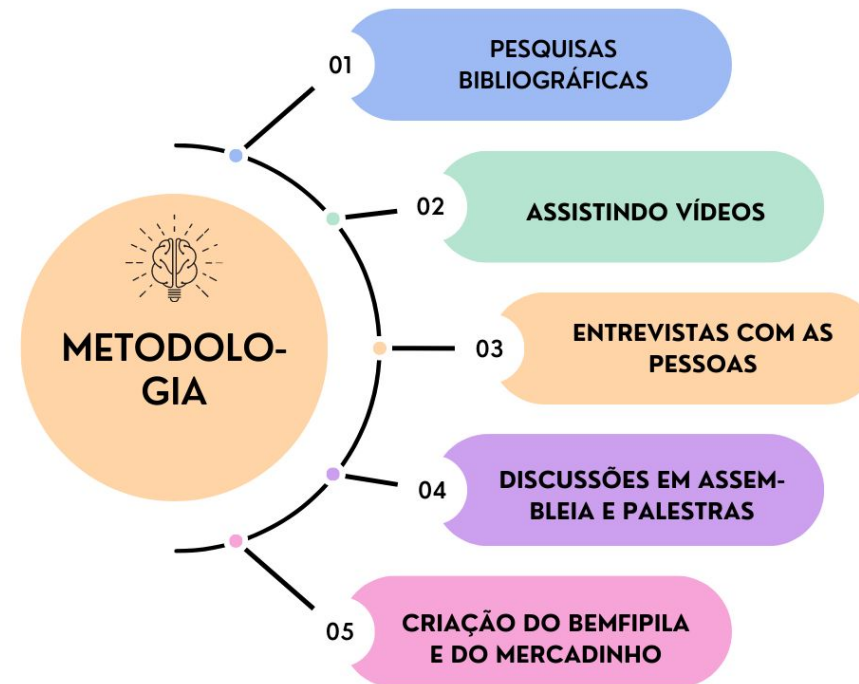 METODOLO-
GIA
01
PESQUISAS
BIBLIOGRÁFICAS
02
ASSISTINDO VÍDEOS
03
ENTREVISTAS COM AS
PESSOAS
04
DISCUSSÕES EM ASSEM-
BLEIA E PALESTRAS
05
CRIAÇÃO DO BEMFIPILA
E DO MERCADINHO